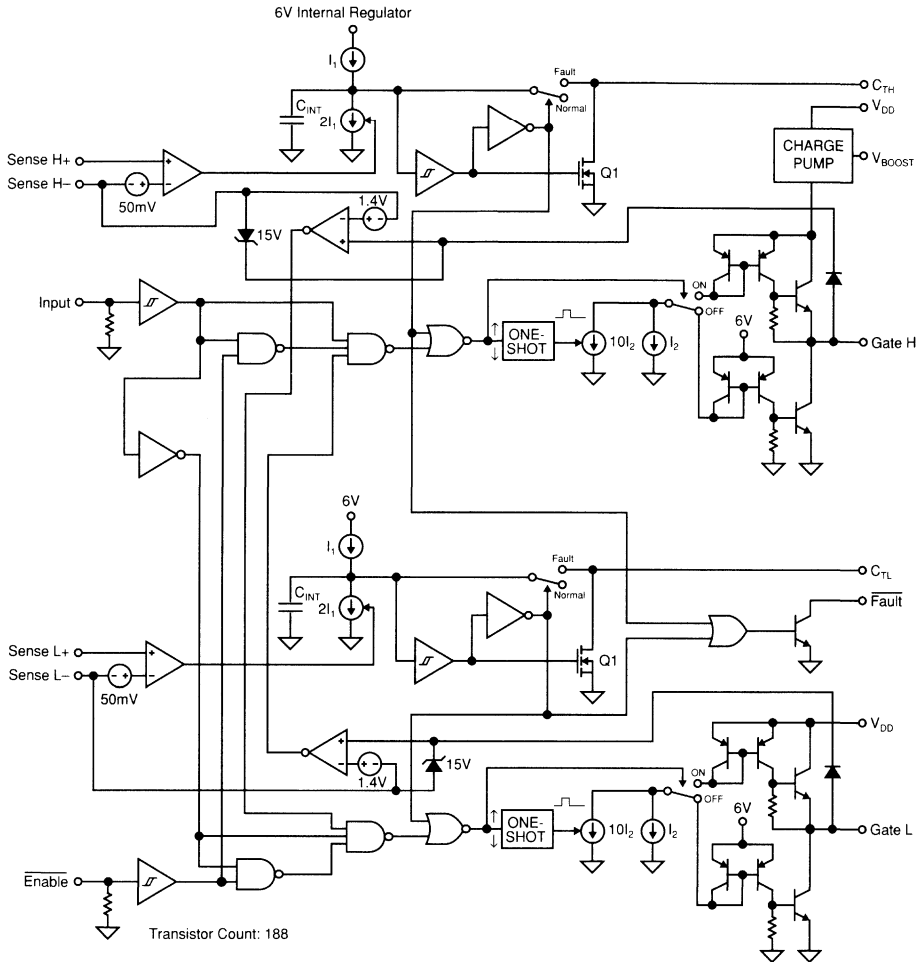 6V Internal Regulator
I1
Fault
Normal
CTH
VDD
CINT
2I1
CHARGE
PUMP
VBOOST
Sense H+
Sense H–
+
–
– +
50mV
Q1
1.4V
– +
–
+
15V
Input
ON
OFF
ONE-
SHOT
↑
↓
10I2
I2
6V
Gate H
6V
I1
Fault
Normal
CTL
Fault
CINT
2I1
Sense L+
Sense L–
+
–
– +
50mV
Q1
+
–
– +
1.4V
15V
VDD
ON
OFF
ONE-
SHOT
↑
↓
10I2
I2
6V
Gate L
Enable
Transistor Count: 188